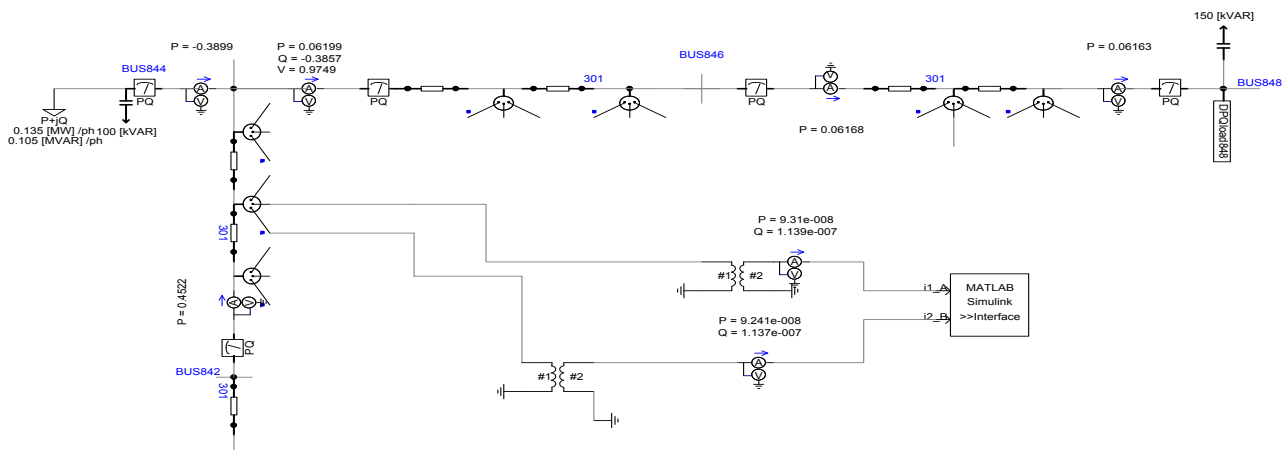 150 [kVAR]
P = -0.3899
P = 0.06199
Q = -0.3857
V = 0.9749
P = 0.06163
BUS844
BUS846
BUS848
301
301
A
V
A
V
V
A
A
V
PQ
PQ
PQ
PQ
P+jQ
0.135 [MW] /ph
0.105 [MVAR] /ph
100 [kVAR]
P = 0.06168
DPQload848
301
P = 9.31e-008
Q = 1.139e-007
A
V
#1
#2
i1_A
MATLAB
Simulink
>>Interface
i2_B
P = 0.4522
A
V
P = 9.241e-008
Q = 1.137e-007
PQ
A
V
#1
#2
BUS842
301